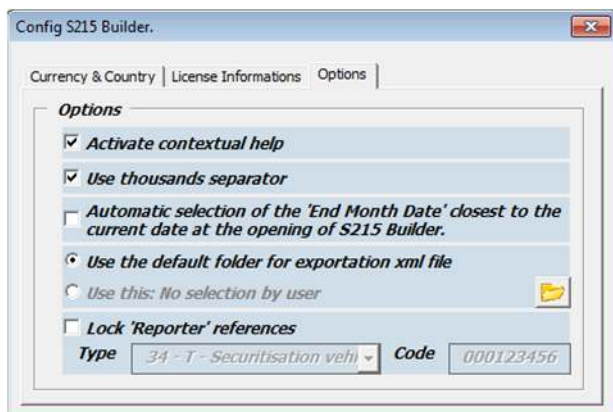 Config S215 Builder.
Currency & Country License Informations Options
Options
Activate contextual help
Use thousands separator
Automatic selection of the 'End Month Date' closest to the
current date at the opening of S215 Builder.
Use the default folder for exportation xml file
Use this: No selection by user
Lock 'Reporter' references
Type 34 - T - Securitisation vehi Code 000123456